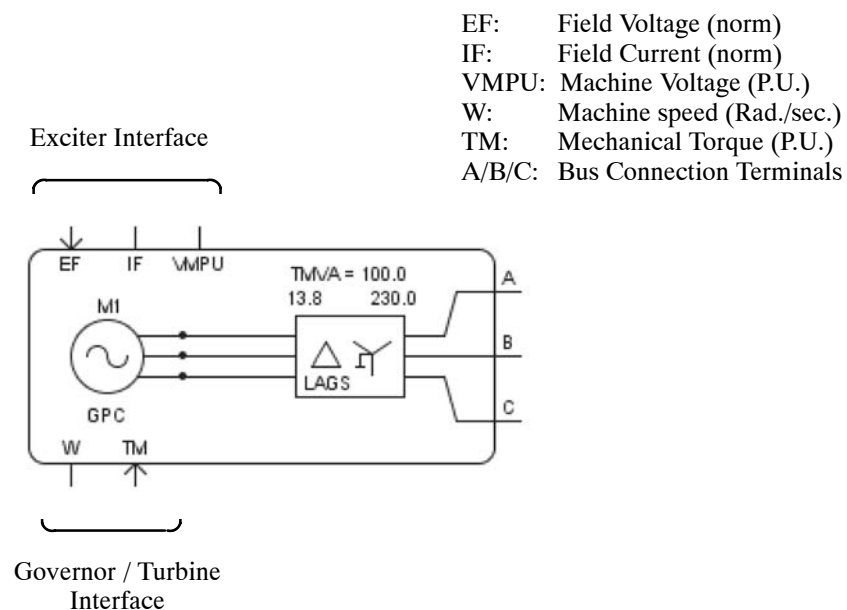 EF: Field Voltage (norm)
IF: Field Current (norm)
VMPU: Machine Voltage (P.U.)
W: Machine speed (Rad./sec.)
TM: Mechanical Torque (P.U.)
A/B/C: Bus Connection Terminals
Exciter Interface
EF IF VMPU
TMVA = 100.0
13.8 230.0
A
M1
B
LAGS
GPC
C
W TM
Governor / Turbine
Interface